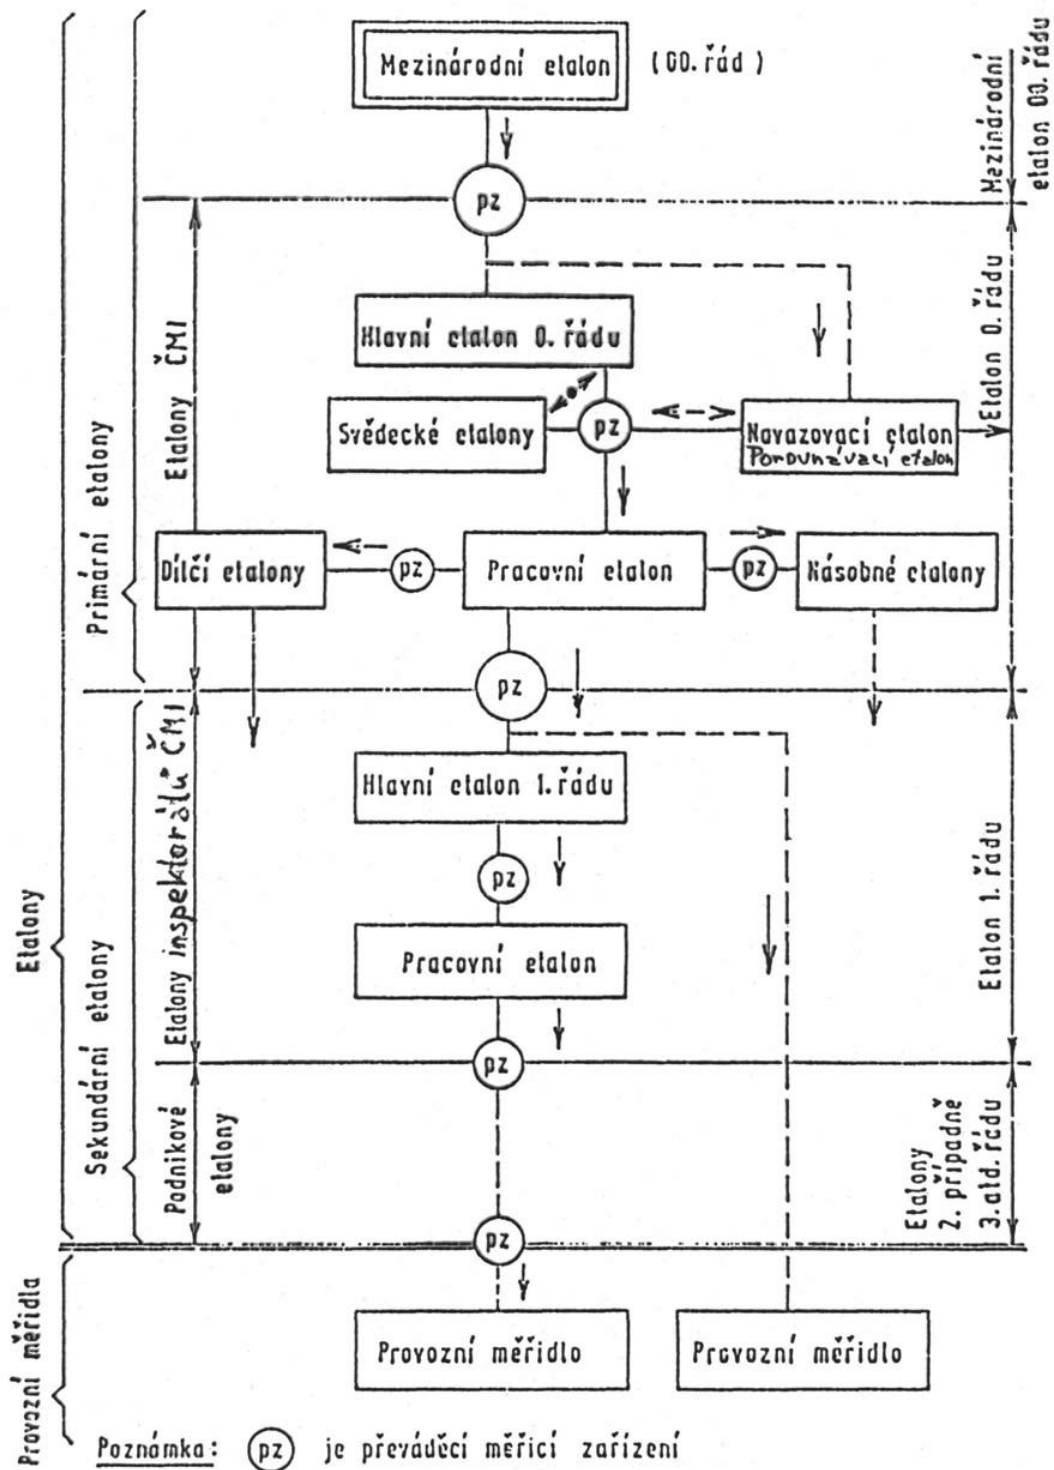 Mezinárodní etalon
(00. řád)
Mezinárodní
etalon 00. řádu
pz
Hlavní etalon 0. řádu
Etalony ČMI
Etalon 0. řádu
Svědecké etalony
pz
Navazovací etalon
Porovnávací etalon
Primární etalony
Dílčí etalony
pz
Pracovní etalon
pz
Násobné etalony
pz
Hlavní etalon 1. řádu
Etalony inspektorátů ČMI
Etalon 1. řádu
pz
Pracovní etalon
Etalony
Sekundární etalony
pz
Podnikové
etalony
Etalony
2. případně
3. atd. řádu
pz
Provozní měřidla
Provozní měřidlo
Provozní měřidlo
Poznámka: pz je převáděcí měřicí zařízení